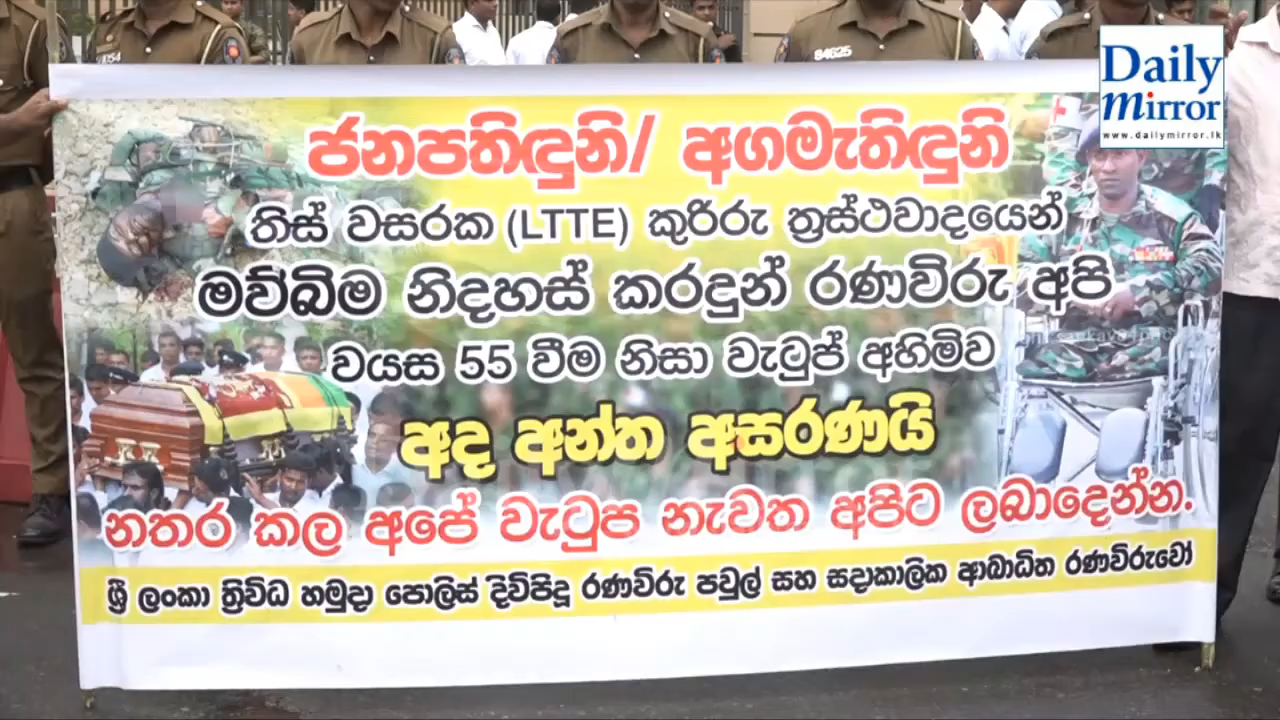 84625
Daily
Mirror
www.dailymirror.lk
ජනපතිඳුනි/ අගමැතිඳුනි
තිස් වසරක (LTTE) කුරිරු ත්‍රස්ථවාදයෙන්
මව්බිම නිදහස් කරදුන් රණවිරු අපි
වයස 55 වීම නිසා වැටුප් අහිමිව
අද අන්ත අසරණයි
නතර කල අපේ වැටුප නැවත අපිට ලබාදෙන්න.
ශ්‍රී ලංකා ත්‍රිවිධ හමුදා පොලිස් දිවිපිදූ රණවිරු පවුල් සහ සදාකාලික ආබාධිත රණවිරුවෝ